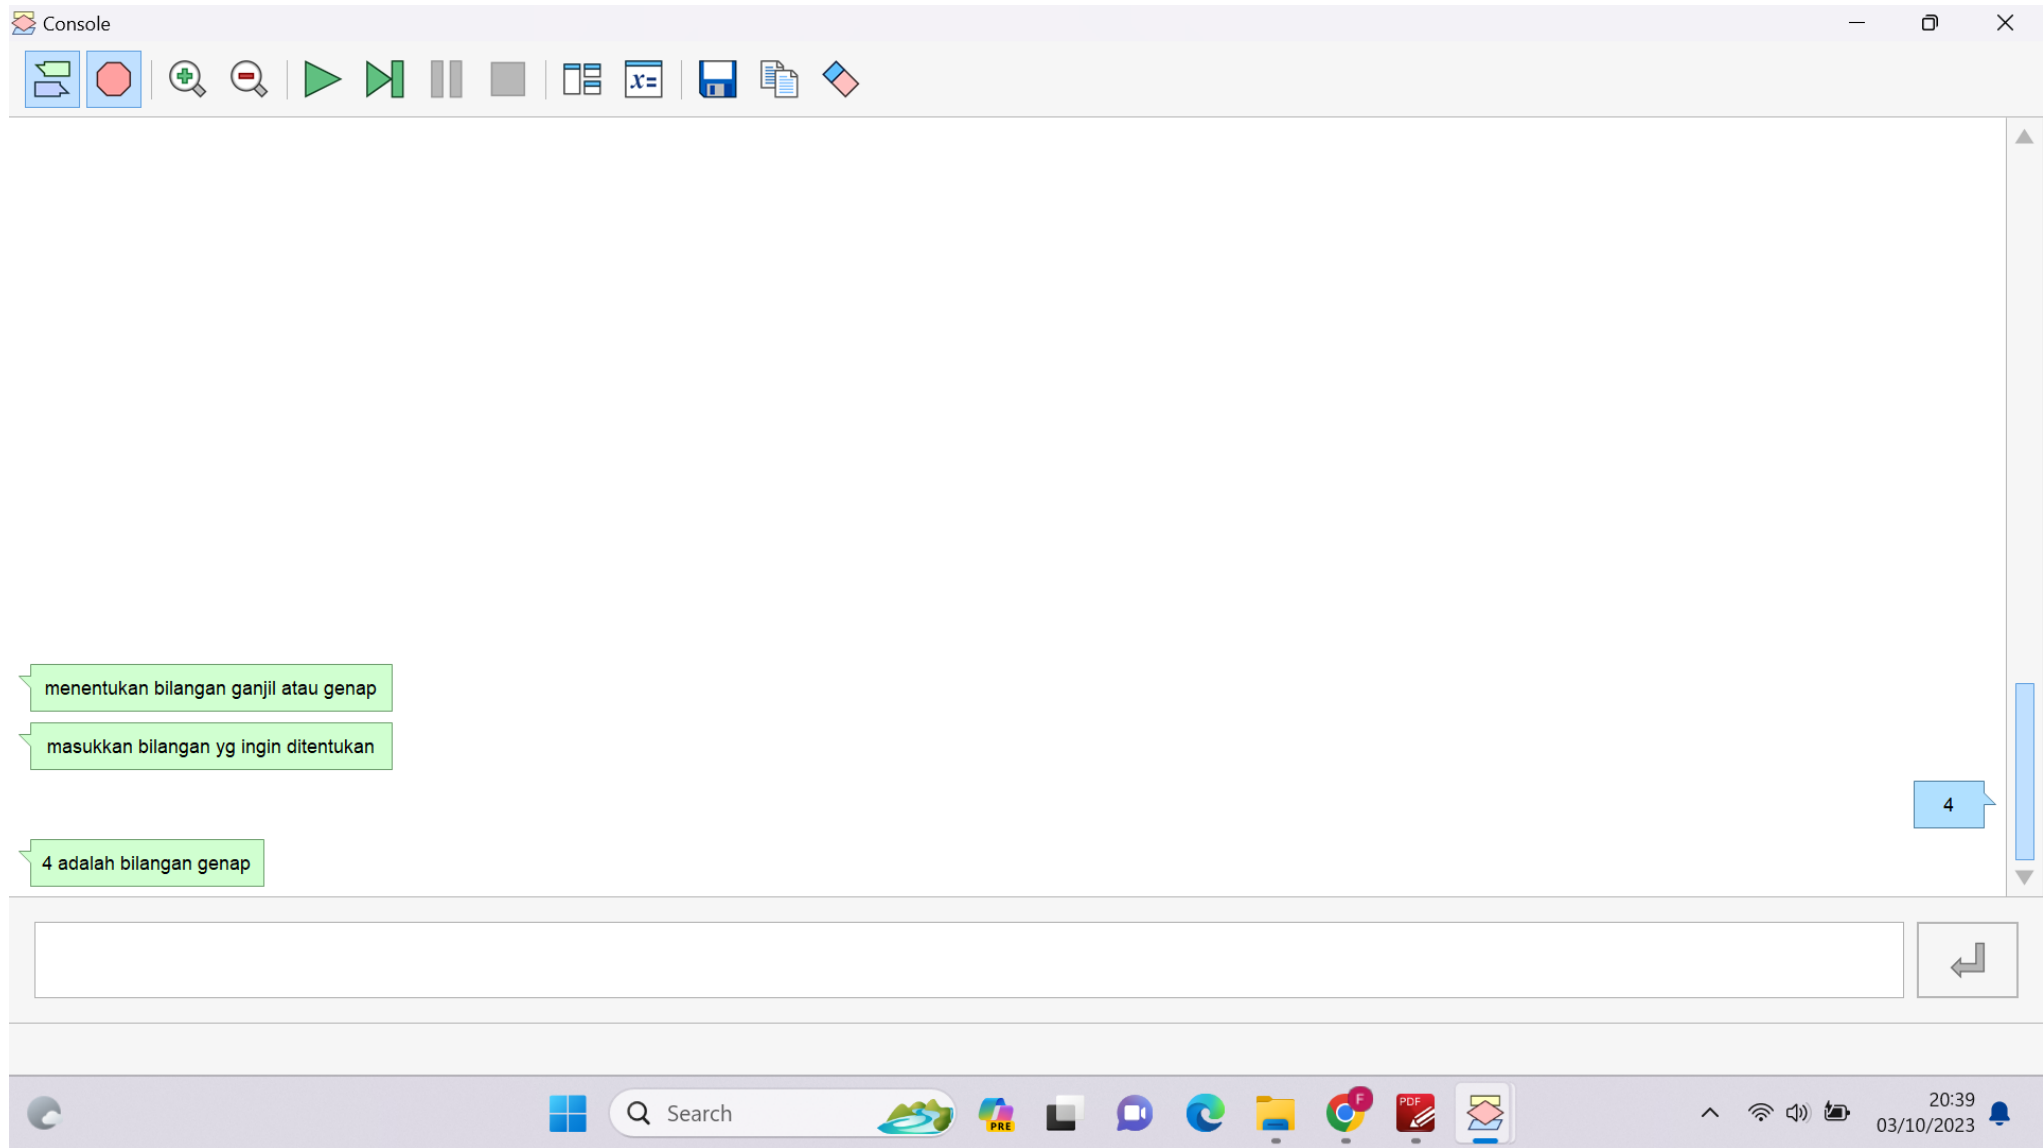 Console
x=
menentukan bilangan ganjil atau genap
masukkan bilangan yg ingin ditentukan
4
4 adalah bilangan genap
Search
PRE
F
PDF
20:39
03/10/2023